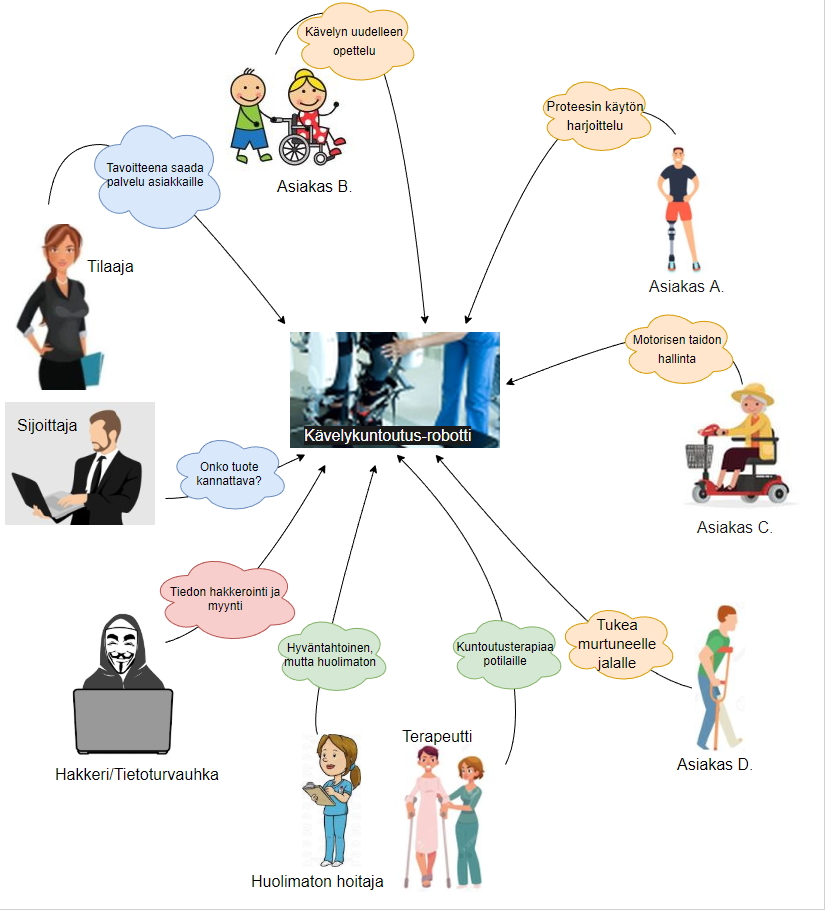 Kävelyn uudelleen
opettelu
Asiakas B.
Proteesin käytön
harjoittelu
Asiakas A.
Tavoitteena saada
palvelu asiakkaille
Tilaaja
Motorisen taidon
hallinta
Asiakas C.
Kävelykuntoutus-robotti
Sijoittaja
Onko tuote
kannattava?
Tiedon hakkerointi ja
myynti
Hakkeri/Tietoturvauhka
Hyväntahtoinen,
mutta huolimaton
Huolimaton hoitaja
Kuntoutusterapiaa
potilaille
Terapeutti
Tukea
murtuneelle
jalalle
Asiakas D.